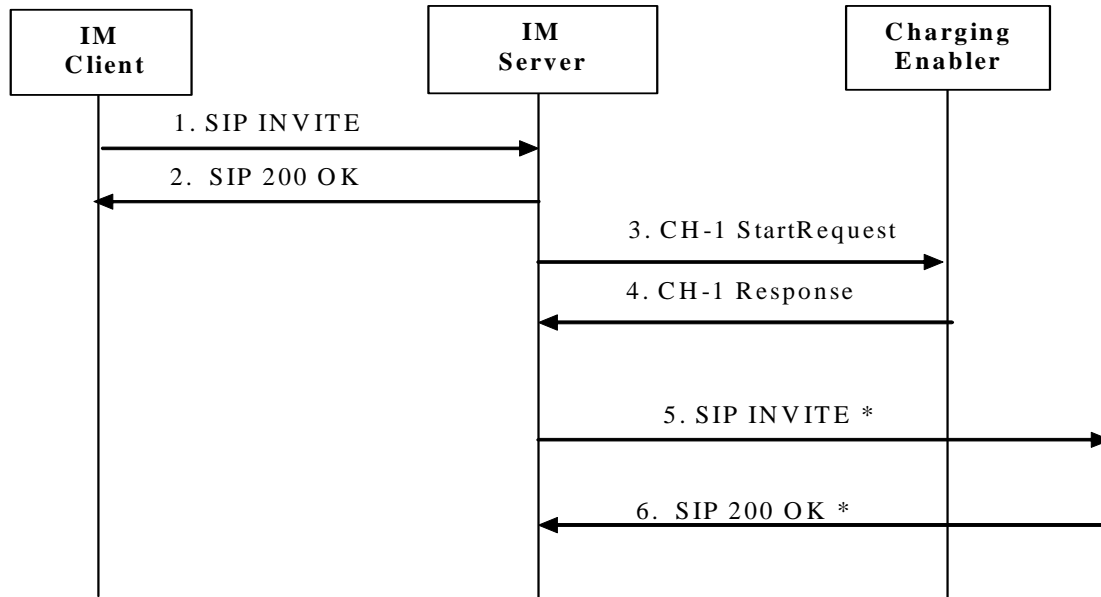 IM
Client
IM
Server
Charging
Enabler
1. SIP INVITE
2. SIP 200 OK
3. CH-1 StartRequest
4. CH-1 Response
5. SIP INVITE *
6. SIP 200 OK *